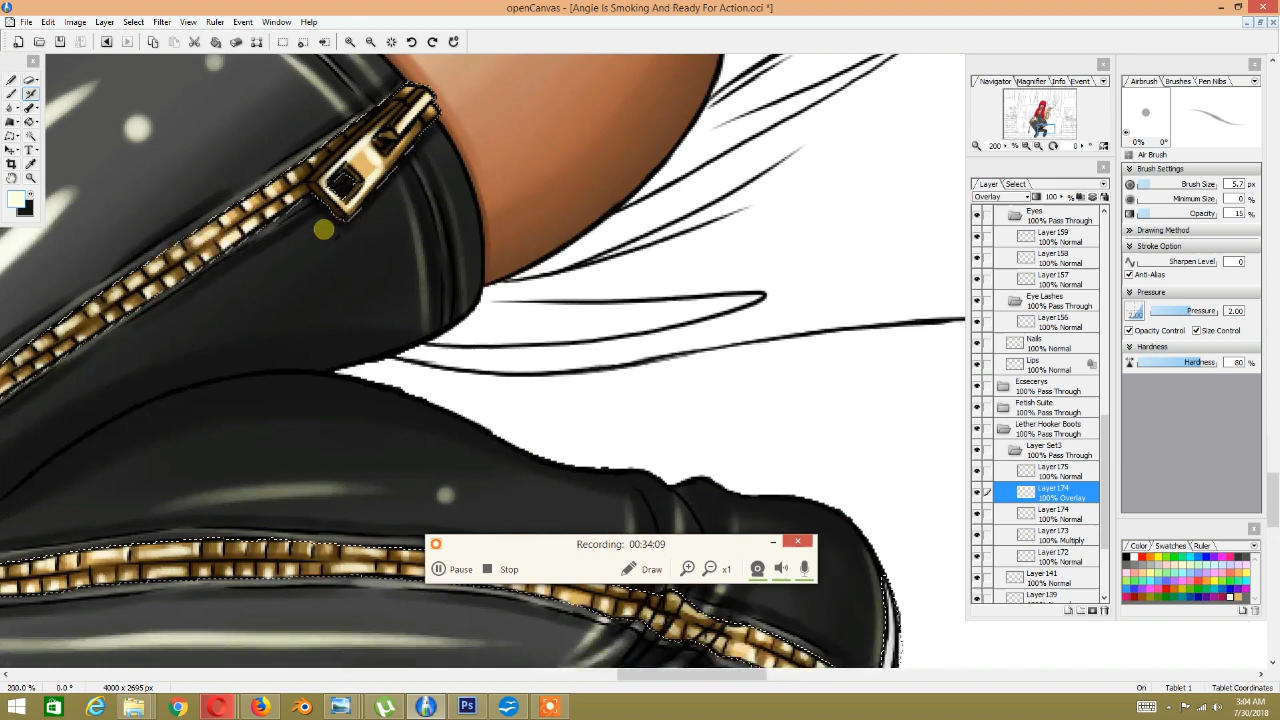 openCanvas - [Angie Is Smoking And Ready For Action.oci *]
File Edit Image Layer Select Filter View Ruler Event Window Help
Navigator Magnifier Info Event
200 % 0 °
Layer Select
Overlay 100 %
Eyes
100% Pass Through
Layer159
100% Normal
Layer158
100% Normal
Layer157
100% Normal
Eye Lashes
100% Pass Through
Layer156
100% Normal
Nails
100% Normal
Lips
100% Normal
Ecsecerys
100% Pass Through
Fetish Suite
100% Pass Through
Lether Hooker Boots
100% Pass Through
Layer Set3
100% Pass Through
Layer175
100% Normal
Layer174
100% Overlay
Layer174
100% Normal
Layer173
100% Multiply
Layer172
100% Normal
Layer141
100% Normal
Layer139
Airbrush Brushes Pen Nibs
0% 0°
Air Brush
Brush Settings
Brush Size 5.7 px
Minimum Size 0 %
Opacity 15 %
Drawing Method
Stroke Option
Sharpen Level 0
Anti-Alias
Pressure
2.00 Pressure 2.00
Opacity Control Size Control
Hardness
Hardness 80 %
Color Swatches Ruler
Recording: 00:34:09
Pause Stop Draw x1
200.0 % 0.0 ° 4000 x 2695 px On Tablet 1 Tablet Coordinates
3:04 AM
7/30/2018